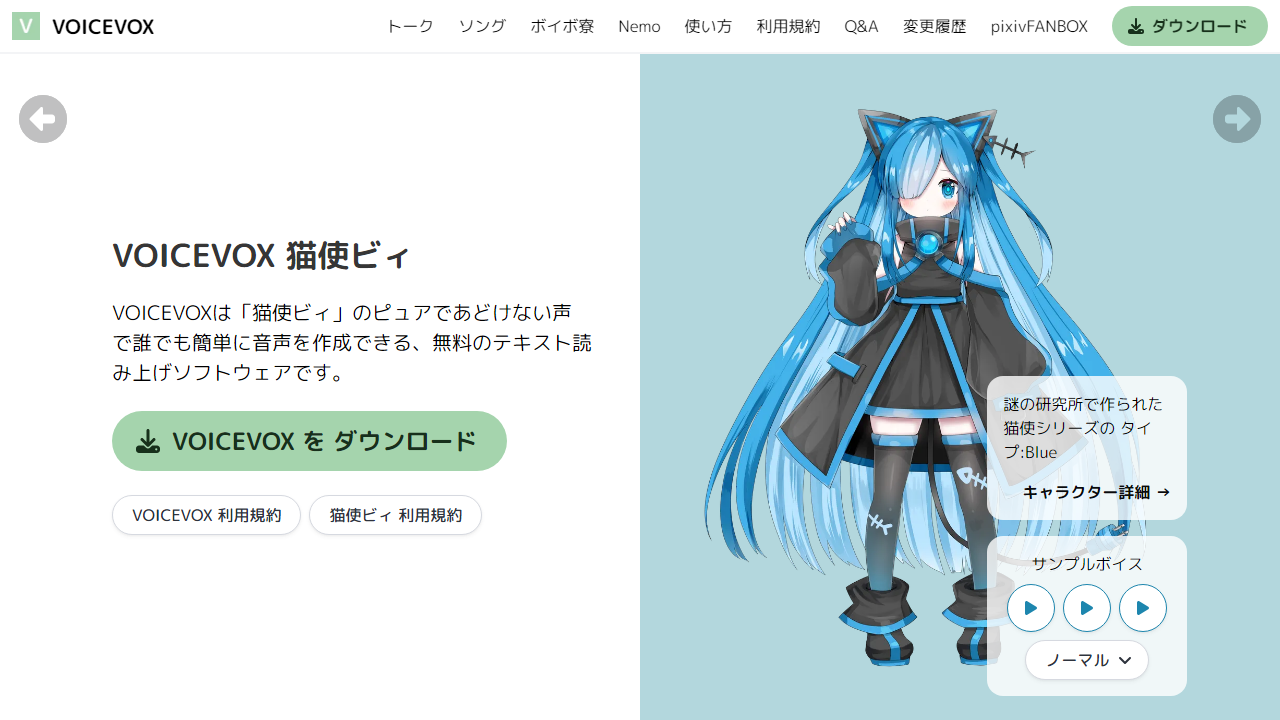 V VOICEVOX トーク ソング ボイボ寮 Nemo 使い方 利用規約 Q&A 変更履歴 pixivFANBOX ダウンロード
VOICEVOX 猫使ビィ
VOICEVOXは「猫使ビィ」のピュアであどけない声
で誰でも簡単に音声を作成できる、無料のテキスト読
み上げソフトウェアです。
VOICEVOX を ダウンロード
VOICEVOX 利用規約 猫使ビィ 利用規約
謎の研究所で作られた
猫使シリーズの タイ
プ:Blue
キャラクター詳細 →
サンプルボイス
ノーマル